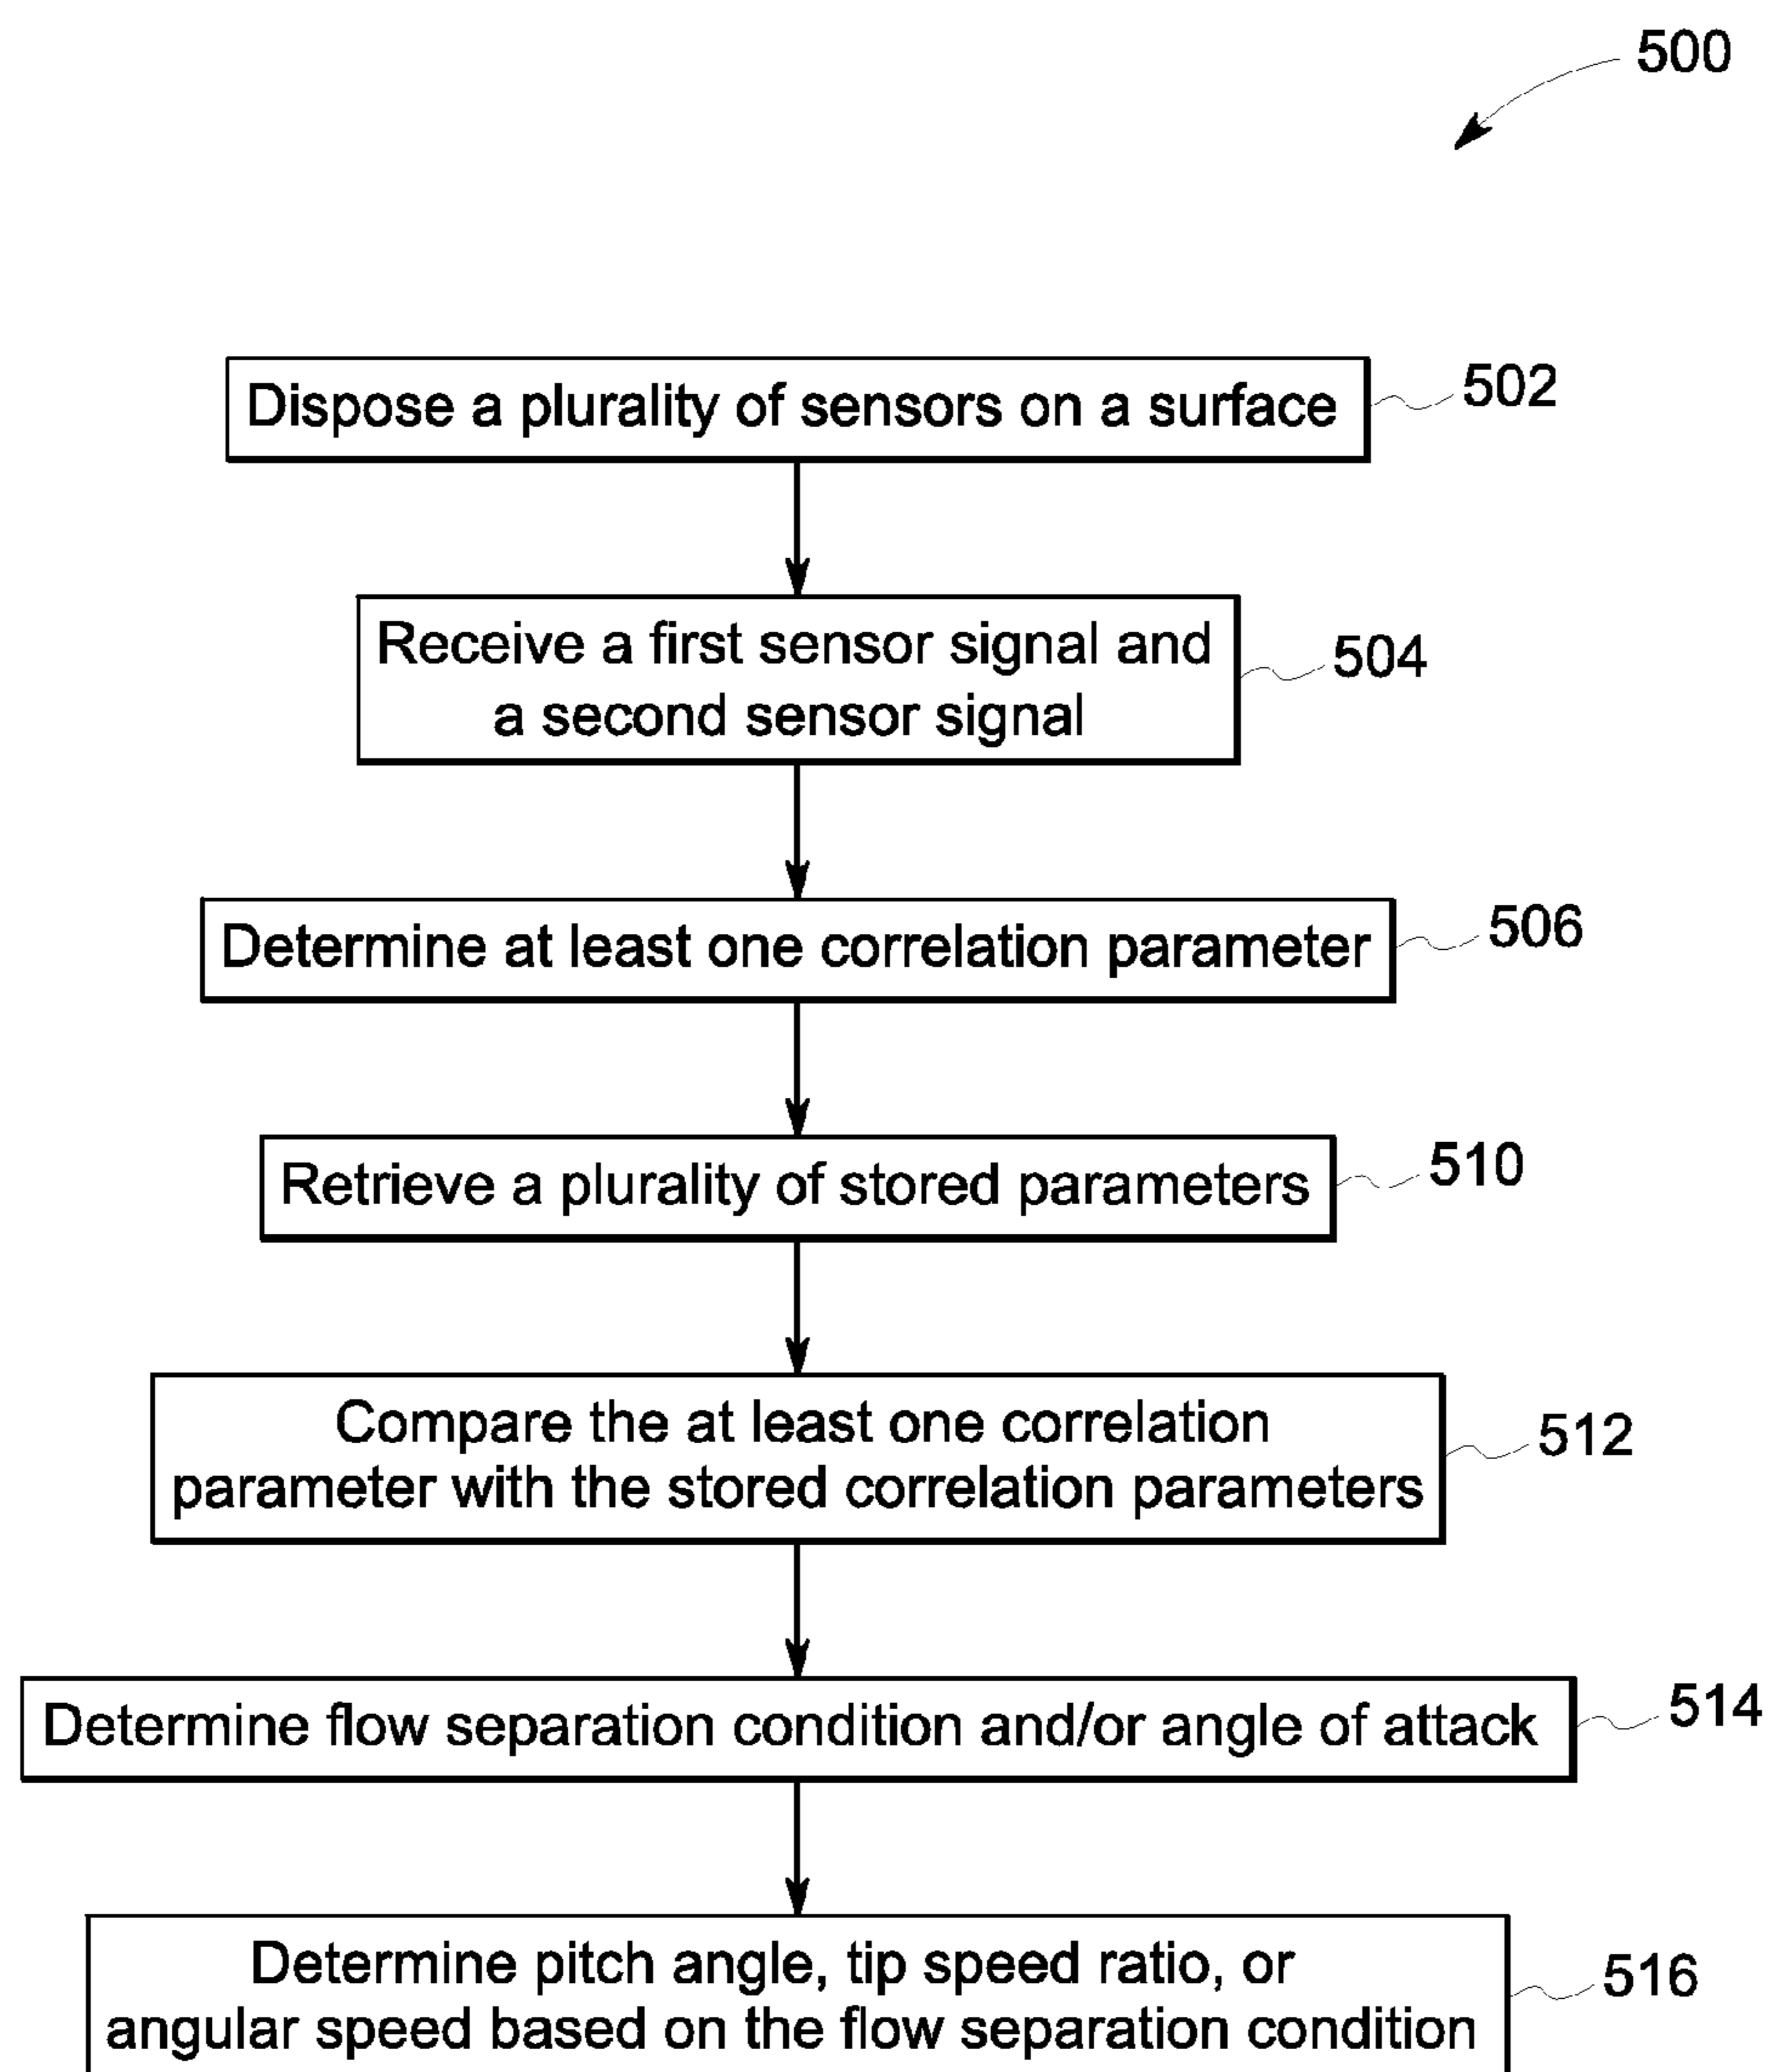 500
Dispose a plurality of sensors on a surface
502
Receive a first sensor signal and
a second sensor signal
504
Determine at least one correlation parameter
506
Retrieve a plurality of stored parameters
510
Compare the at least one correlation
parameter with the stored correlation parameters
512
Determine flow separation condition and/or angle of attack
514
Determine pitch angle, tip speed ratio, or
angular speed based on the flow separation condition
516